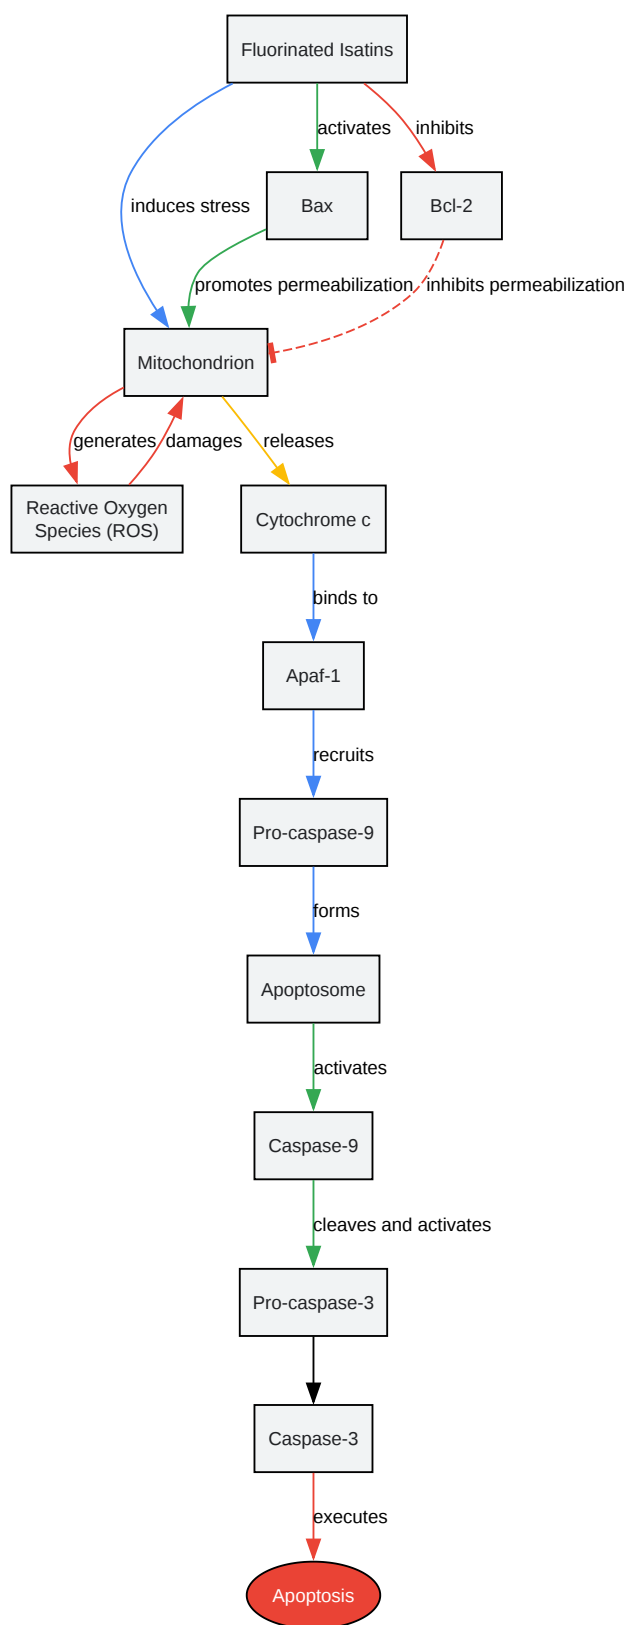 Fluorinated Isatins
activates
inhibits
induces stress
Bax
Bcl-2
promotes permeabilization
inhibits permeabilization
Mitochondrion
generates
damages
releases
Reactive Oxygen
Species (ROS)
Cytochrome c
binds to
Apaf-1
recruits
Pro-caspase-9
forms
Apoptosome
activates
Caspase-9
cleaves and activates
Pro-caspase-3
Caspase-3
executes
Apoptosis